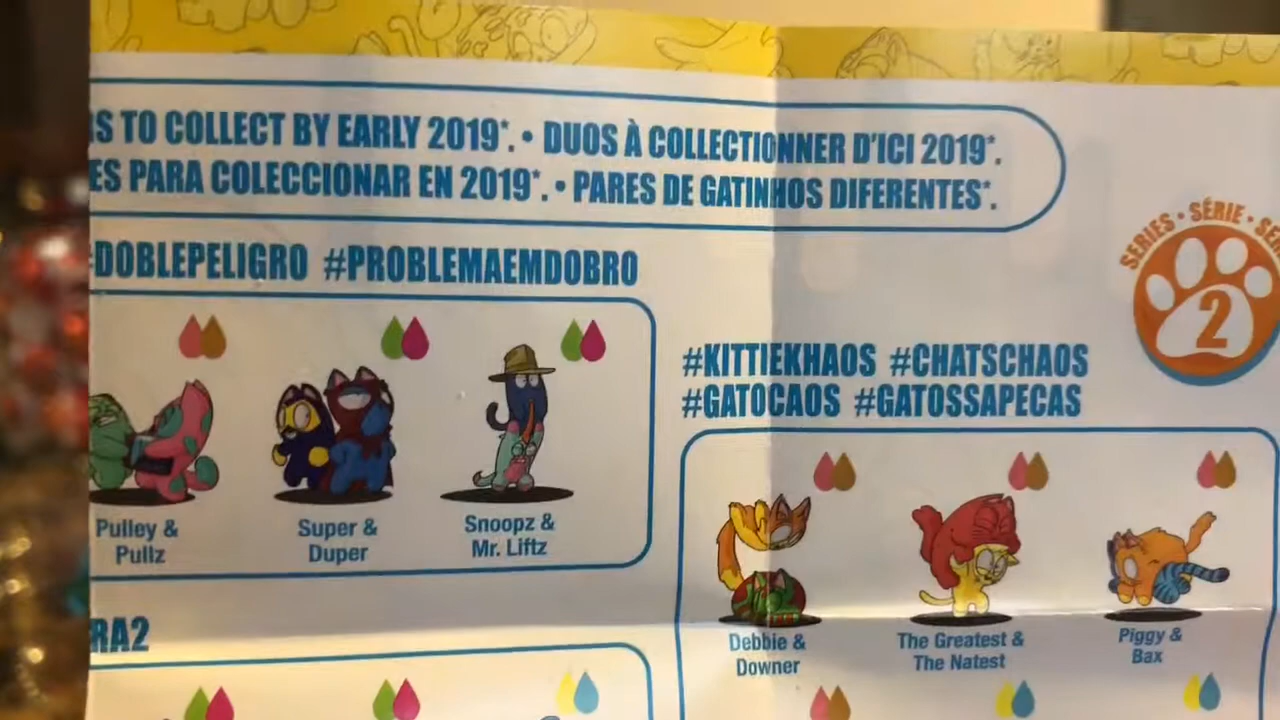 S TO COLLECT BY EARLY 2019*. • DUOS À COLLECTIONNER D'ICI 2019*.
ES PARA COLECCIONAR EN 2019*. • PARES DE GATINHOS DIFERENTES*.
SERIES • SÉRIE •
2
#DOBLEPELIGRO #PROBLEMAEMDOBRO
Pulley &
Pullz
Super &
Duper
Snoopz &
Mr. Liftz
#KITTIEKHAOS #CHATSCHAOS
#GATOCAOS #GATOSSAPECAS
Debbie &
Downer
The Greatest &
The Natest
Piggy &
Bax
RA2